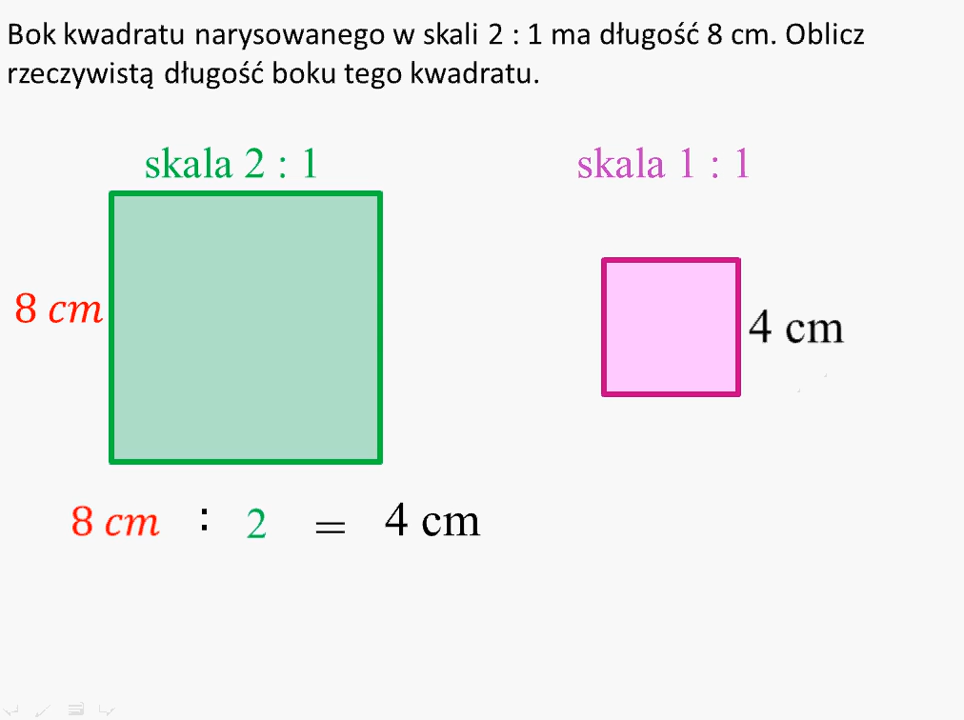 Bok kwadratu narysowanego w skali 2 : 1 ma długość 8 cm. Oblicz
rzeczywistą długość boku tego kwadratu.
skala 2 : 1
skala 1 : 1
8 cm
4 cm
8 cm : 2 = 4 cm